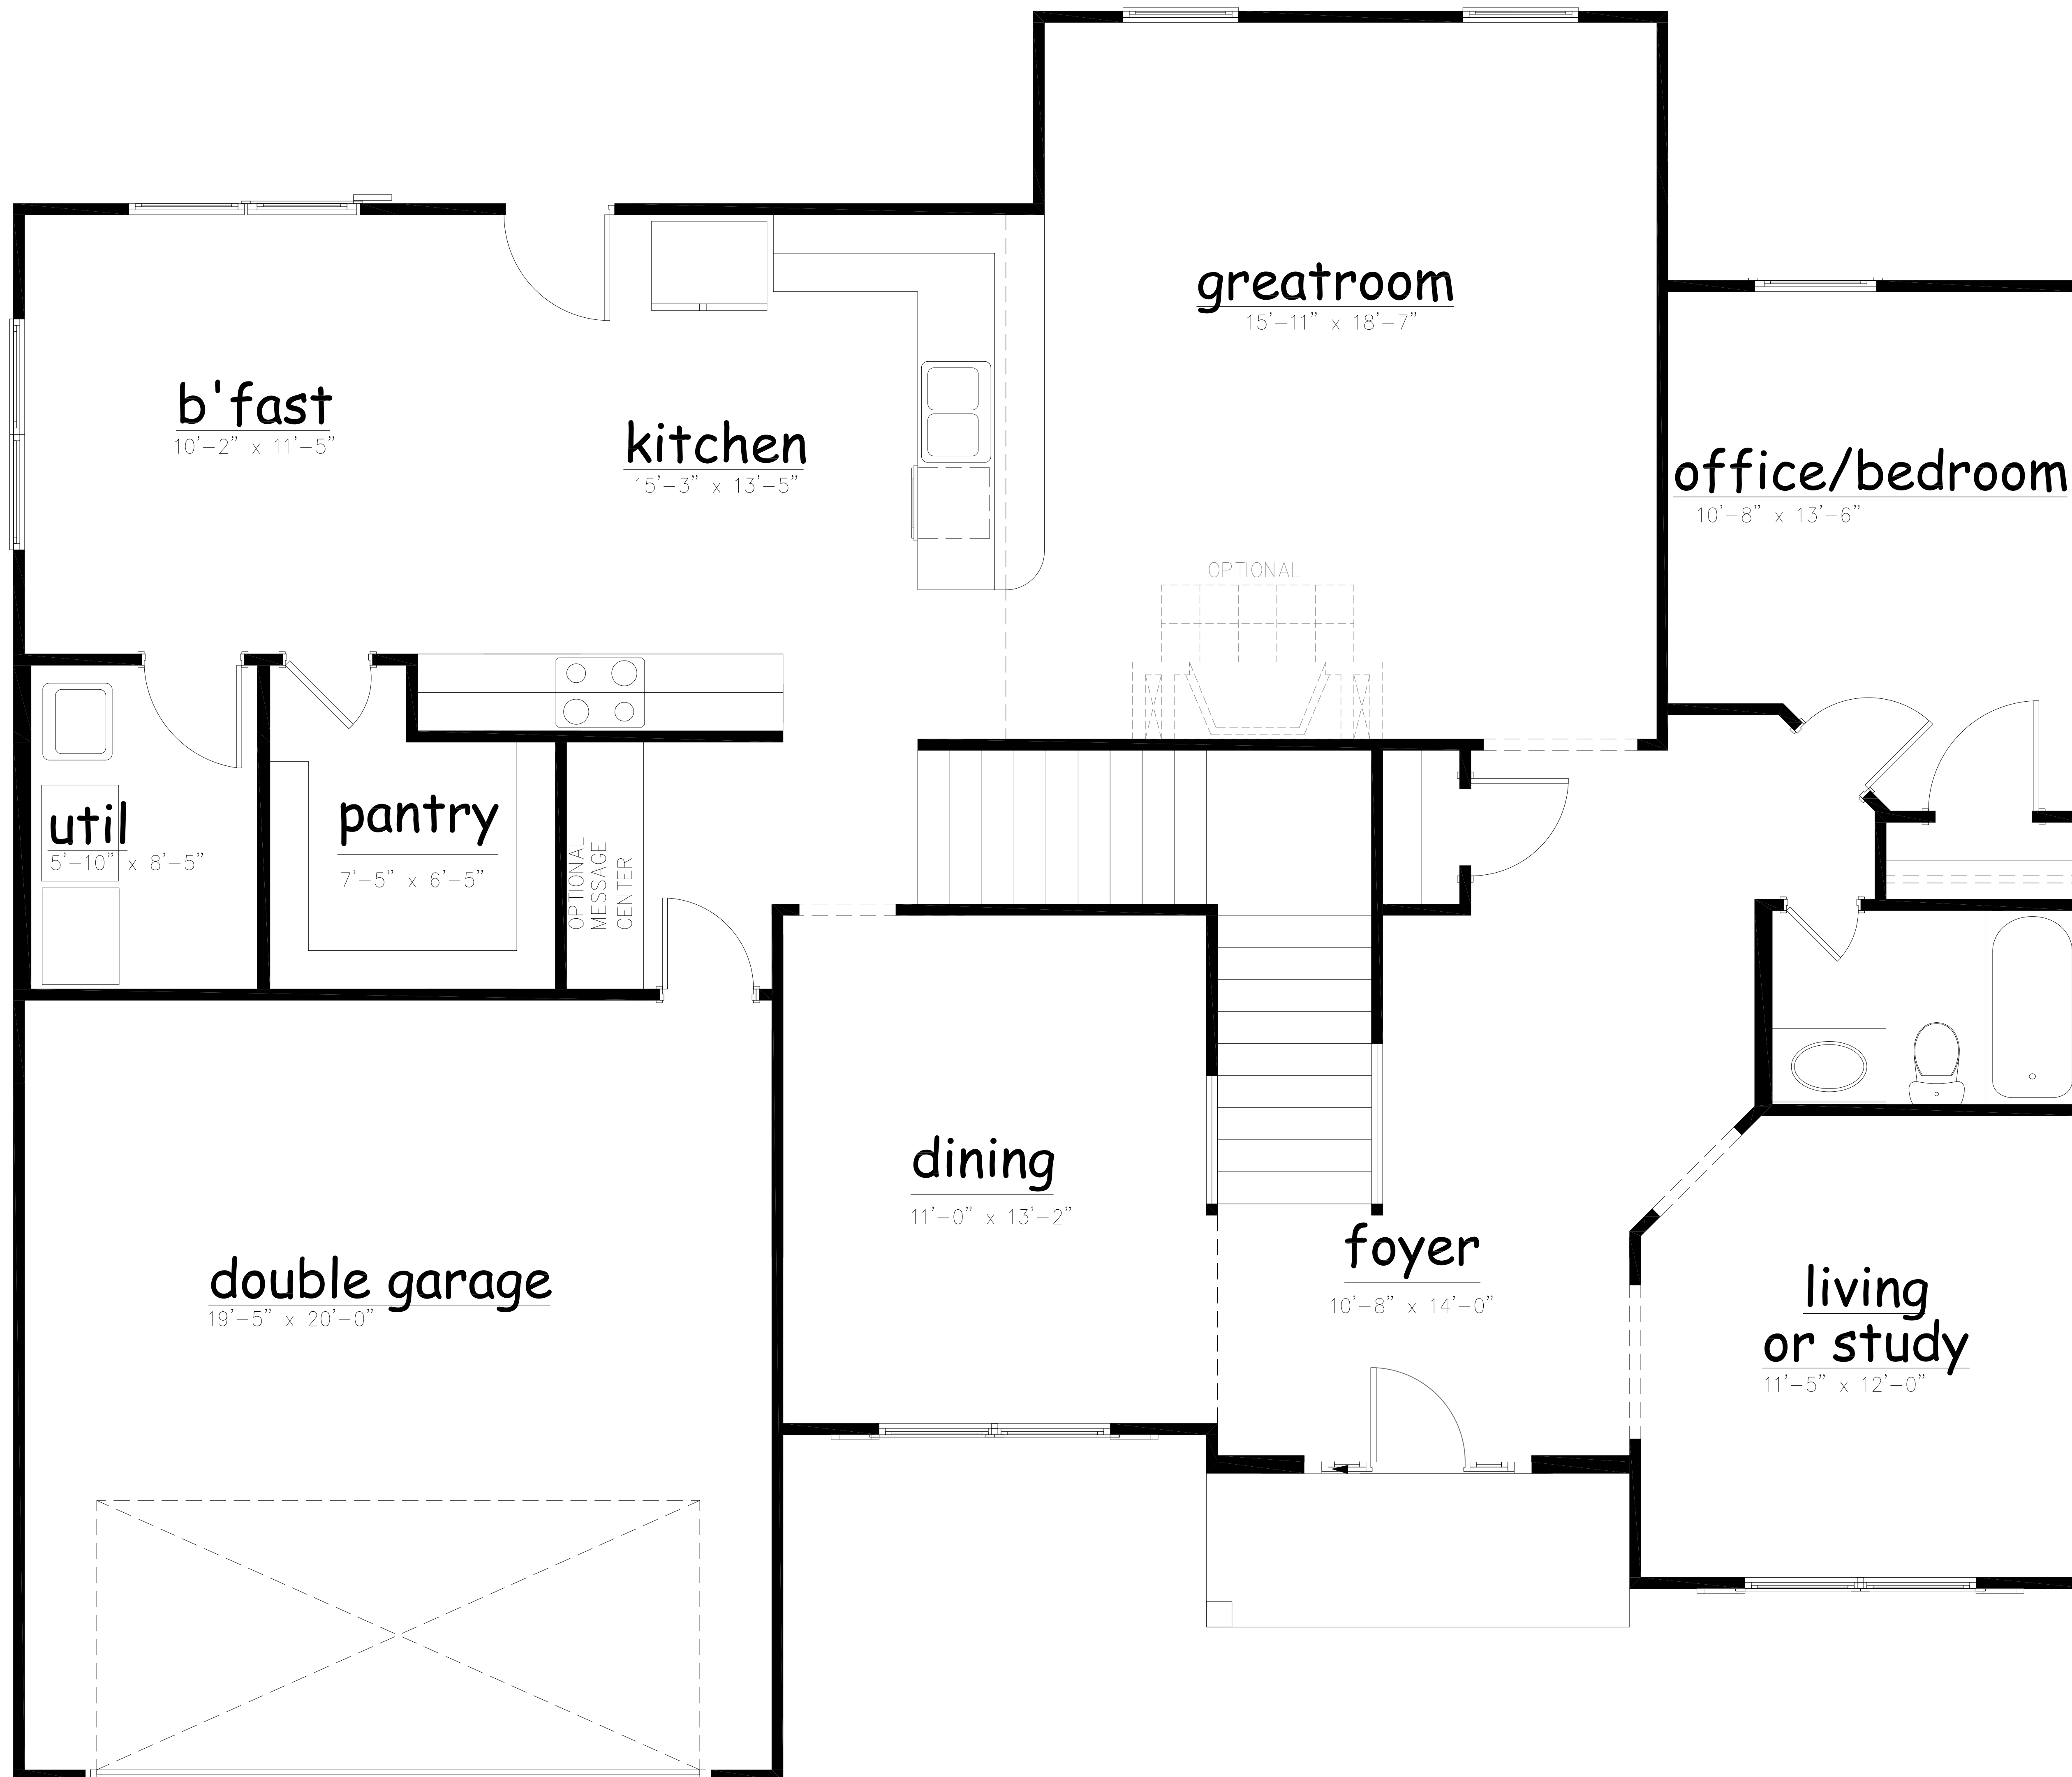 greatroom
15'-11" x 18'-7"
b'fast
10'-2" x 11'-5"
kitchen
15'-3" x 13'-5"
office/bedroom
10'-8" x 13'-6"
OPTIONAL
util
5'-10" x 8'-5"
pantry
7'-5" x 6'-5"
OPTIONAL
MESSAGE
CENTER
dining
11'-0" x 13'-2"
foyer
10'-8" x 14'-0"
double garage
19'-5" x 20'-0"
living
or study
11'-5" x 12'-0"